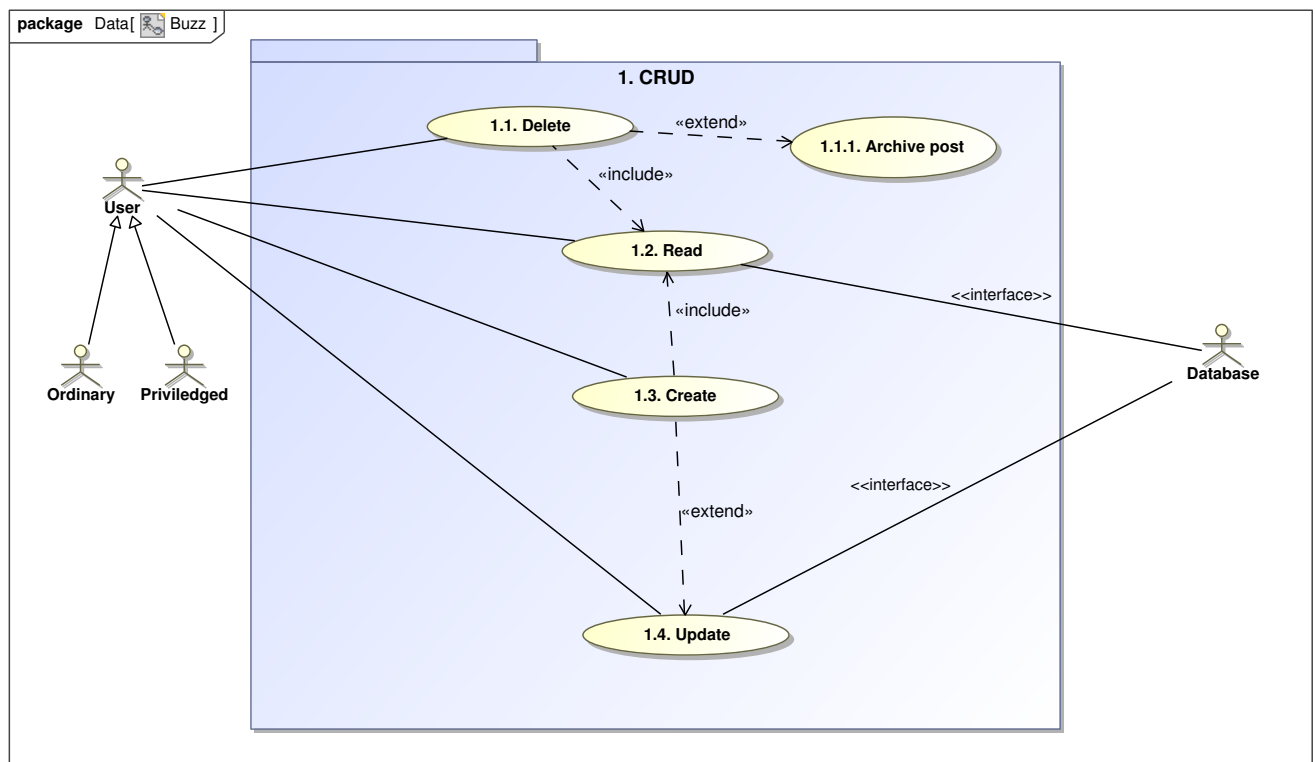 package Data[ Buzz ]
1. CRUD
1.1. Delete
«extend»
1.1.1. Archive post
«include»
User
1.2. Read
<<interface>>
«include»
Database
Ordinary
Priviledged
1.3. Create
<<interface>>
«extend»
1.4. Update